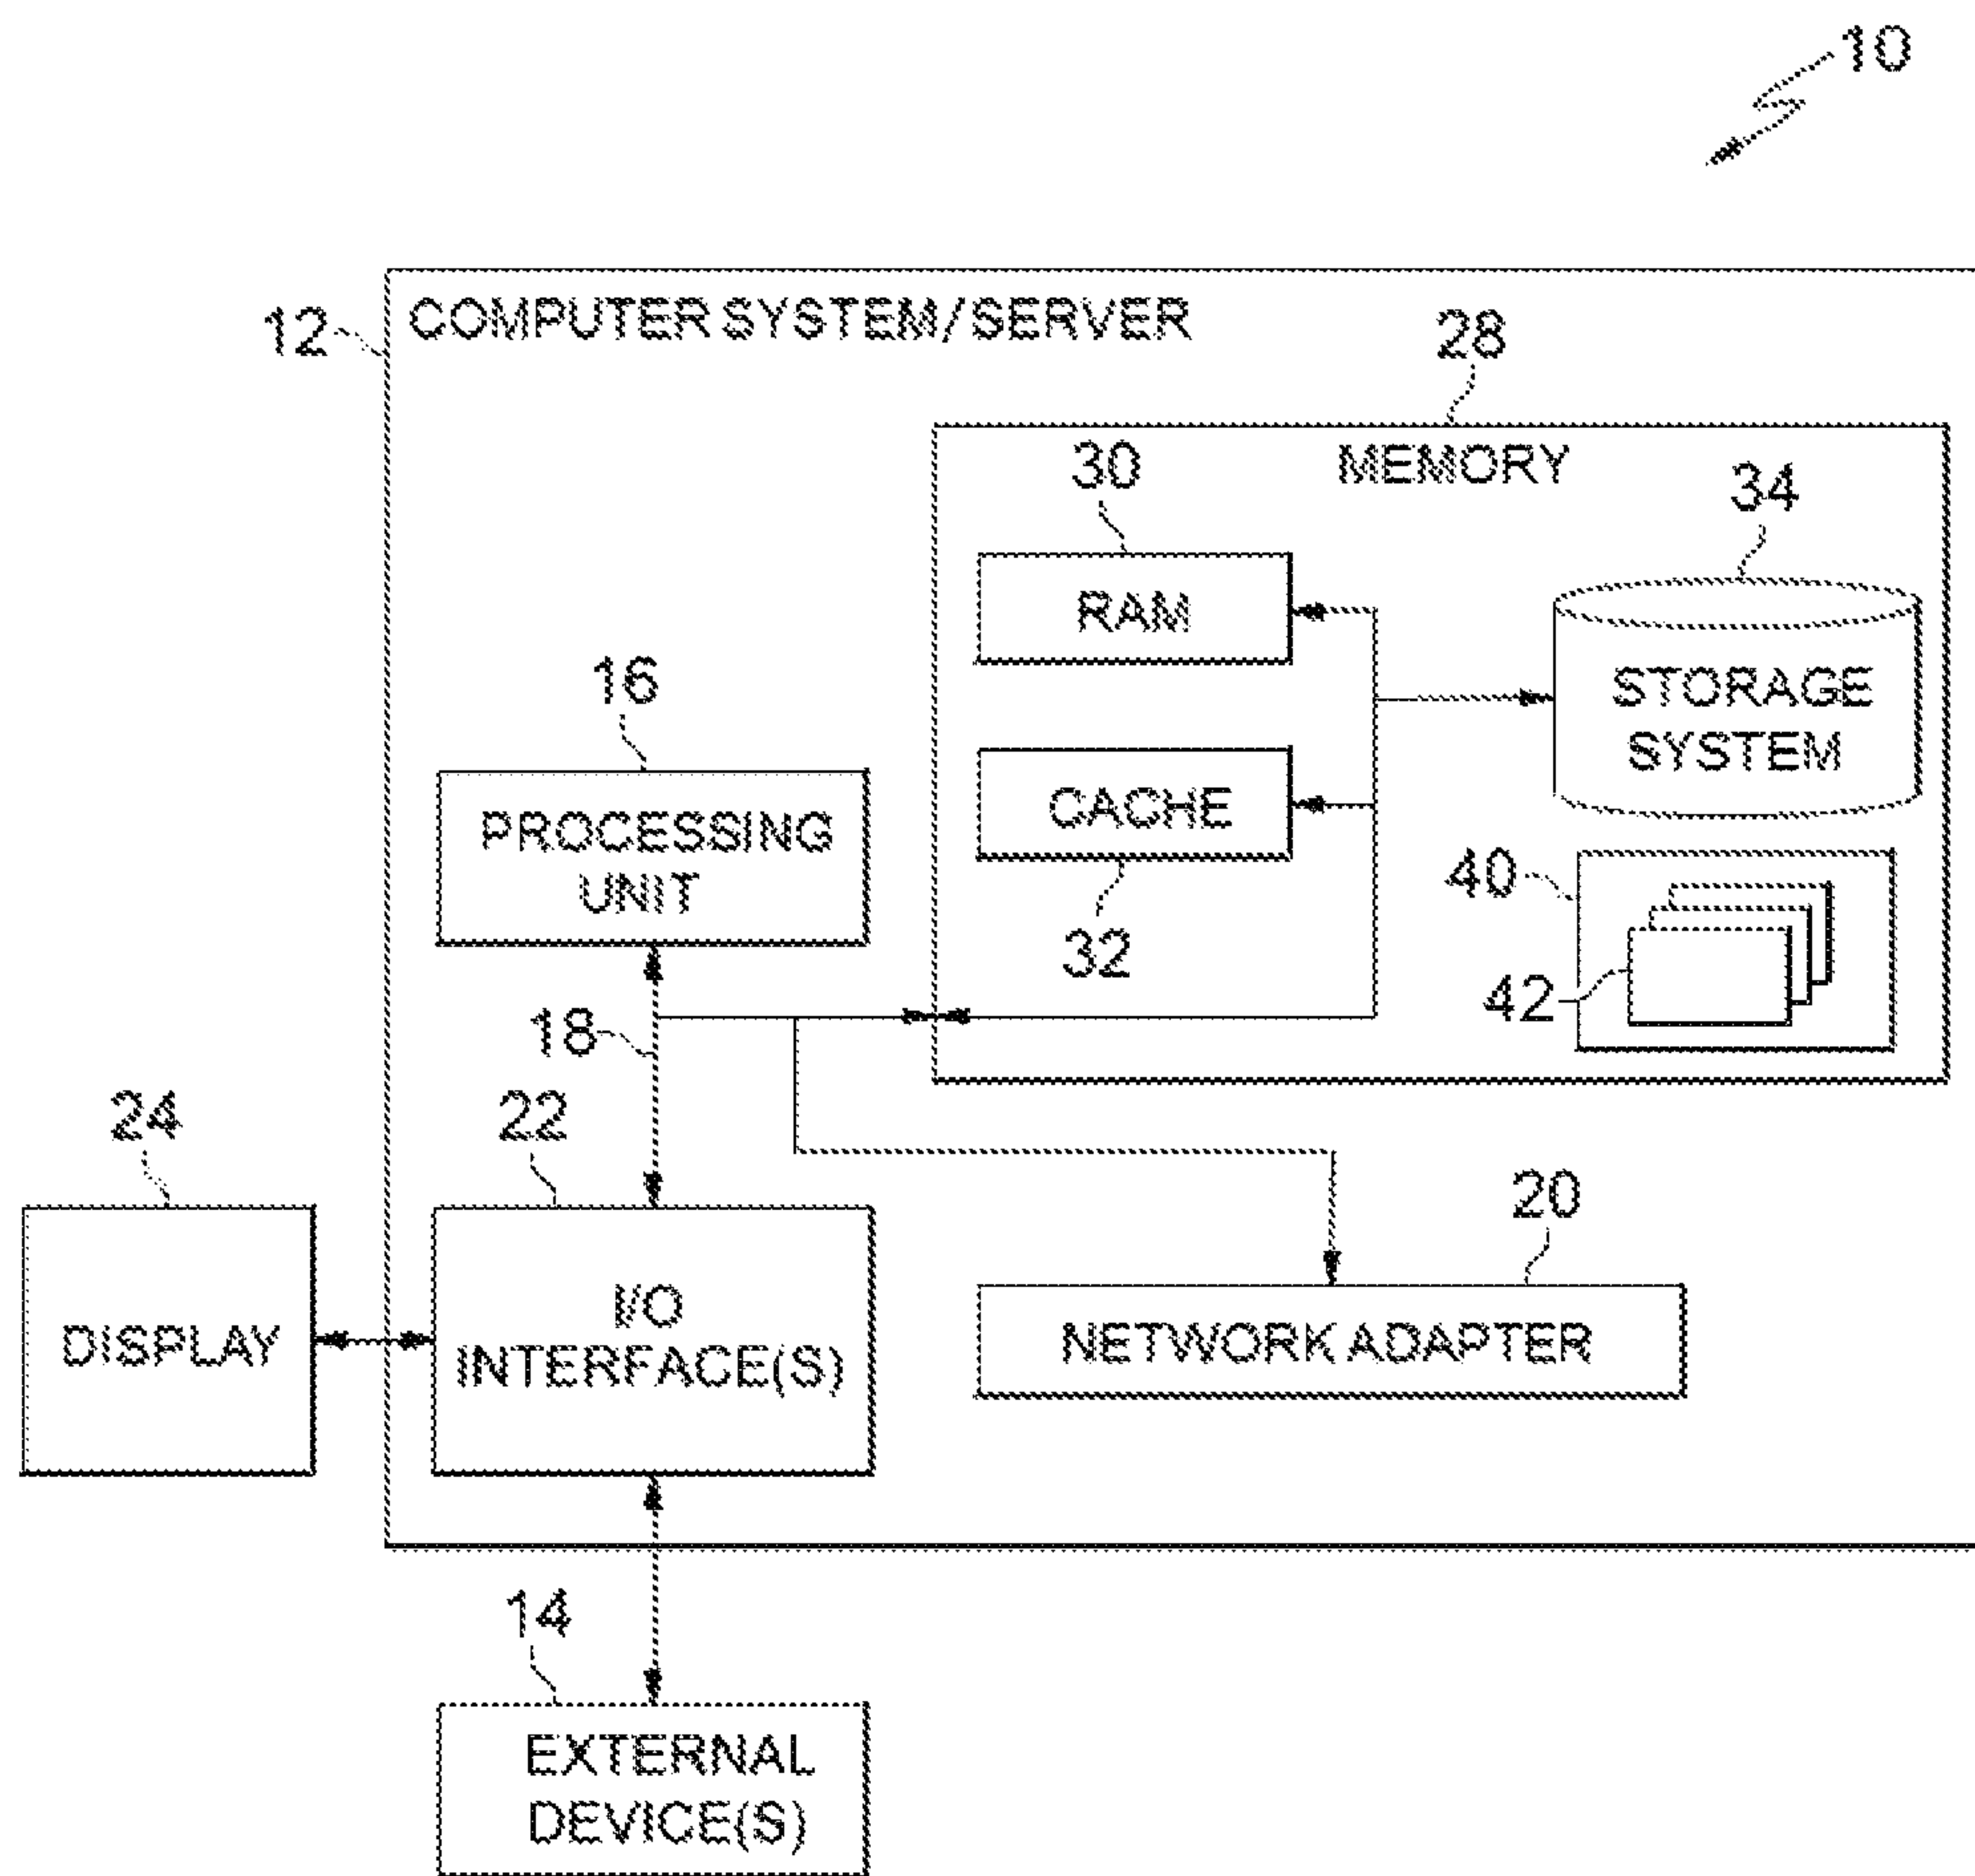 10
12
COMPUTER SYSTEM/SERVER
28
MEMORY
30
34
RAM
STORAGE
SYSTEM
16
PROCESSING
UNIT
CACHE
32
40
42
18
24
22
20
DISPLAY
I/O
INTERFACE(S)
NETWORK ADAPTER
14
EXTERNAL
DEVICE(S)